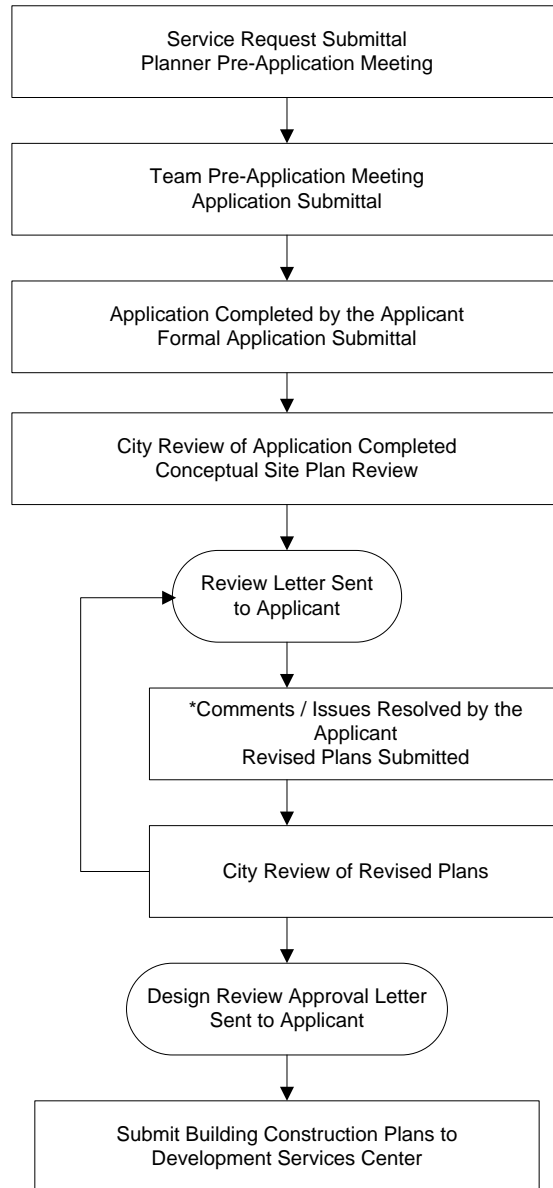 Service Request Submittal
Planner Pre-Application Meeting
Team Pre-Application Meeting
Application Submittal
Application Completed by the Applicant
Formal Application Submittal
City Review of Application Completed
Conceptual Site Plan Review
Review Letter Sent
to Applicant
*Comments / Issues Resolved by the
Applicant
Revised Plans Submitted
City Review of Revised Plans
Design Review Approval Letter
Sent to Applicant
Submit Building Construction Plans to
Development Services Center